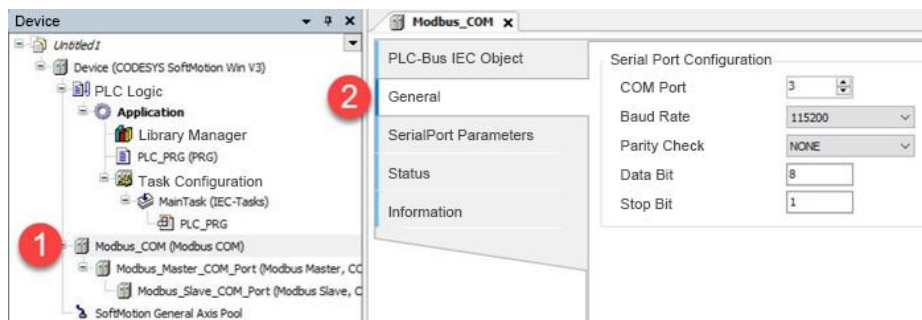 Device
Untitled1
Device (CODESYS SoftMotion Win V3)
PLC Logic
Application
Library Manager
PLC_PRG (PRG)
Task Configuration
MainTask (IEC-Tasks)
PLC_PRG
1
Modbus_COM (Modbus COM)
Modbus_Master_COM_Port (Modbus Master, CC
Modbus_Slave_COM_Port (Modbus Slave, C
SoftMotion General Axis Pool
Modbus_COM
PLC-Bus IEC Object
2
General
SerialPort Parameters
Status
Information
Serial Port Configuration
COM Port 3
Baud Rate 115200
Parity Check NONE
Data Bit 8
Stop Bit 1